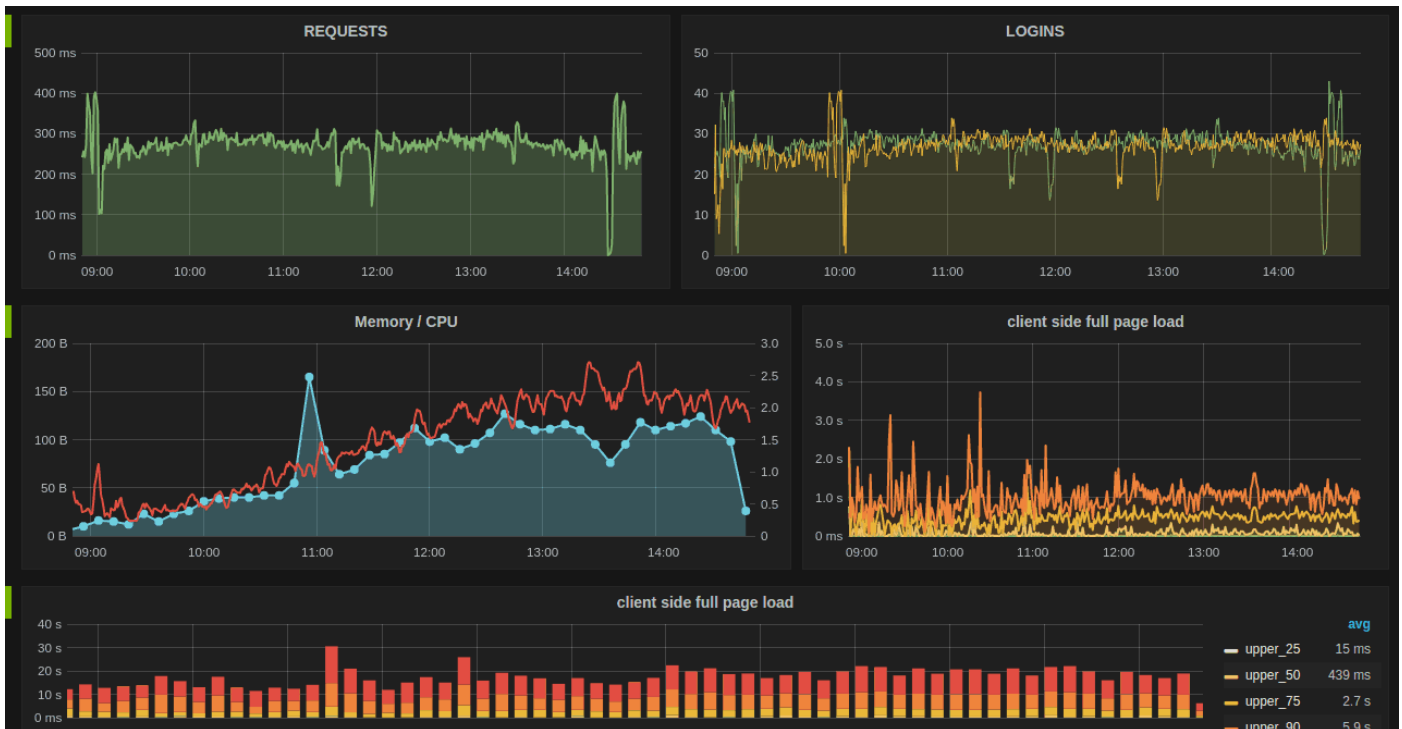 REQUESTS
500 ms
400 ms
300 ms
200 ms
100 ms
0 ms
09:00 10:00 11:00 12:00 13:00 14:00
LOGINS
50
40
30
20
10
0
09:00 10:00 11:00 12:00 13:00 14:00
Memory / CPU
200 B 3.0
2.5
150 B
2.0
100 B 1.5
1.0
50 B
0.5
0 B 0
09:00 10:00 11:00 12:00 13:00 14:00
client side full page load
5.0 s
4.0 s
3.0 s
2.0 s
1.0 s
0 ms
09:00 10:00 11:00 12:00 13:00 14:00
client side full page load
40 s
30 s
20 s
10 s
0 ms
avg
upper_25 15 ms
upper_50 439 ms
upper_75 2.7 s
upper_90 5.9 s